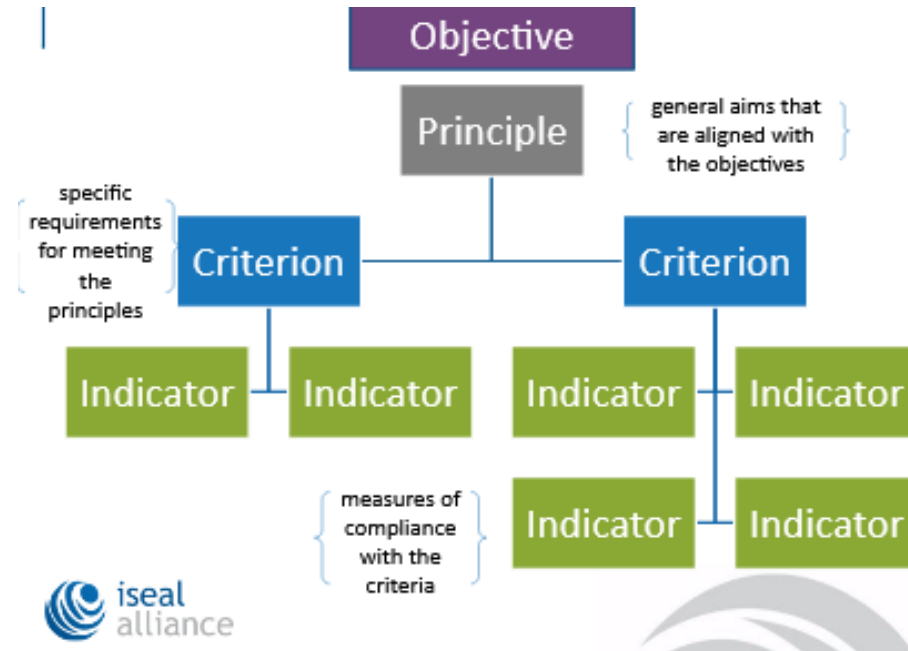 Objective
Principle
general aims that
are aligned with
the objectives
specific
requirements
for meeting
the
principles
Criterion
Criterion
Indicator
Indicator
Indicator
Indicator
measures of
compliance
with the
criteria
Indicator
Indicator
iseal
alliance